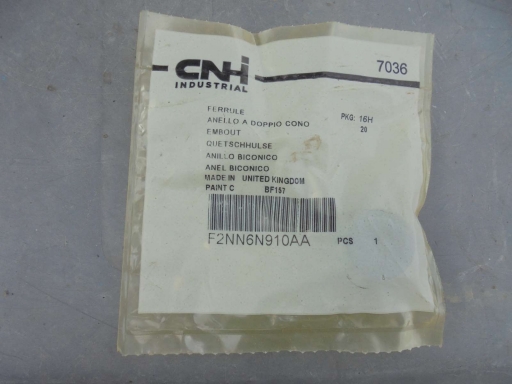 CNHI
INDUSTRIAL
7036
FERRULE
ANELLO A DOPPIO CONO
EMBOUT
QUETSCHHULSE
ANILLO BICONICO
ANEL BICONICO
MADE IN UNITED KINGDOM
PAINT C BF157
PKG: 16H
20
F2NN6N910AA PCS 1